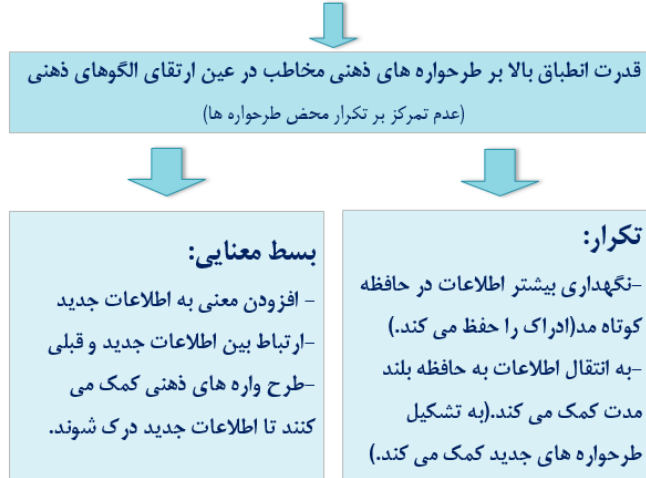 قدرت انطباق بالا بر طرحواره های ذهنی مخاطب در عین ارتقای الگوهای ذهنی
(عدم تمرکز بر تکرار محض طرحواره ها)
تکرار:
-نگهداری بیشتر اطلاعات در حافظه
کوتاه مد(ادراک را حفظ می کند.)
-به انتقال اطلاعات به حافظه بلند
مدت کمک می کند.(به تشکیل
طرحواره های جدید کمک می کند.)
بسط معنایی:
- افزودن معنی به اطلاعات جدید
-ارتباط بین اطلاعات جدید و قبلی
-طرح واره های ذهنی کمک می
کنند تا اطلاعات جدید درک شوند.